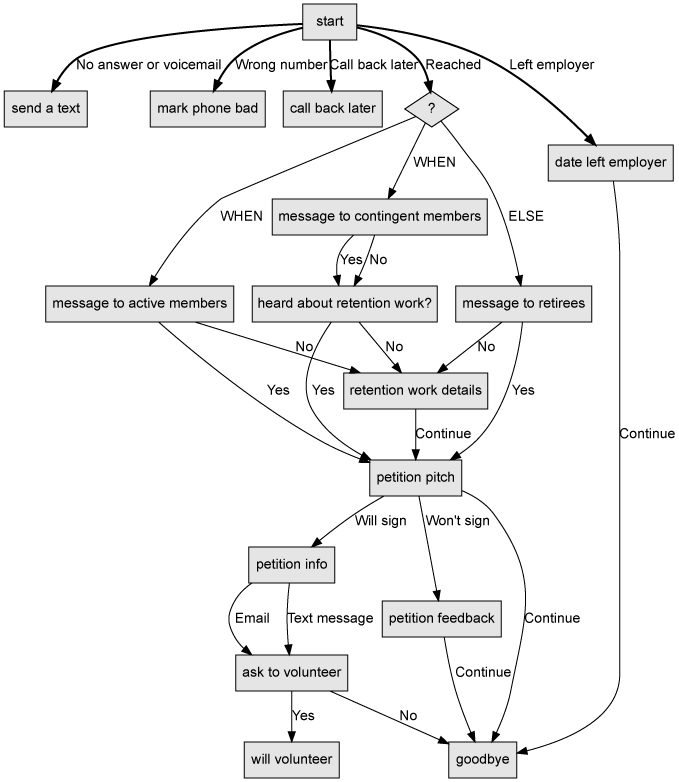 start
No answer or voicemail
Wrong number
Call back later
Reached
Left employer
send a text
mark phone bad
call back later
?
date left employer
WHEN
WHEN
ELSE
message to contingent members
Yes
No
message to active members
heard about retention work?
message to retirees
No
No
No
Yes
Yes
Yes
retention work details
Continue
Continue
petition pitch
Will sign
Won't sign
petition info
Email
Text message
petition feedback
Continue
ask to volunteer
Continue
Yes
No
will volunteer
goodbye